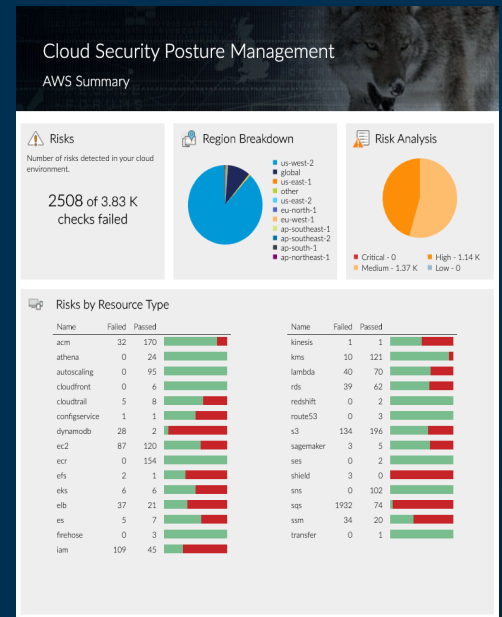 Cloud Security Posture Management
AWS Summary
Risks
Number of risks detected in your cloud
environment.
2508 of 3.83 K
checks failed
Region Breakdown
us-west-2
global
us-east-1
other
us-east-2
eu-north-1
eu-west-1
ap-southeast-1
ap-southeast-2
ap-south-1
ap-northeast-1
Risk Analysis
Critical - 0
High - 1.14 K
Medium - 1.37 K
Low - 0
Risks by Resource Type
Name Failed Passed
acm 32 170
athena 0 24
autoscaling 0 95
cloudfront 0 6
cloudtrail 5 8
configservice 1 1
dynamodb 28 2
ec2 87 120
ecr 0 154
efs 2 1
eks 6 6
elb 37 21
es 5 7
firehose 0 3
iam 109 45
Name Failed Passed
kinesis 1 1
kms 10 121
lambda 40 70
rds 39 62
redshift 0 2
route53 0 3
s3 134 196
sagemaker 3 5
ses 0 2
shield 3 0
sns 0 102
sqs 1932 74
ssm 34 20
transfer 0 1